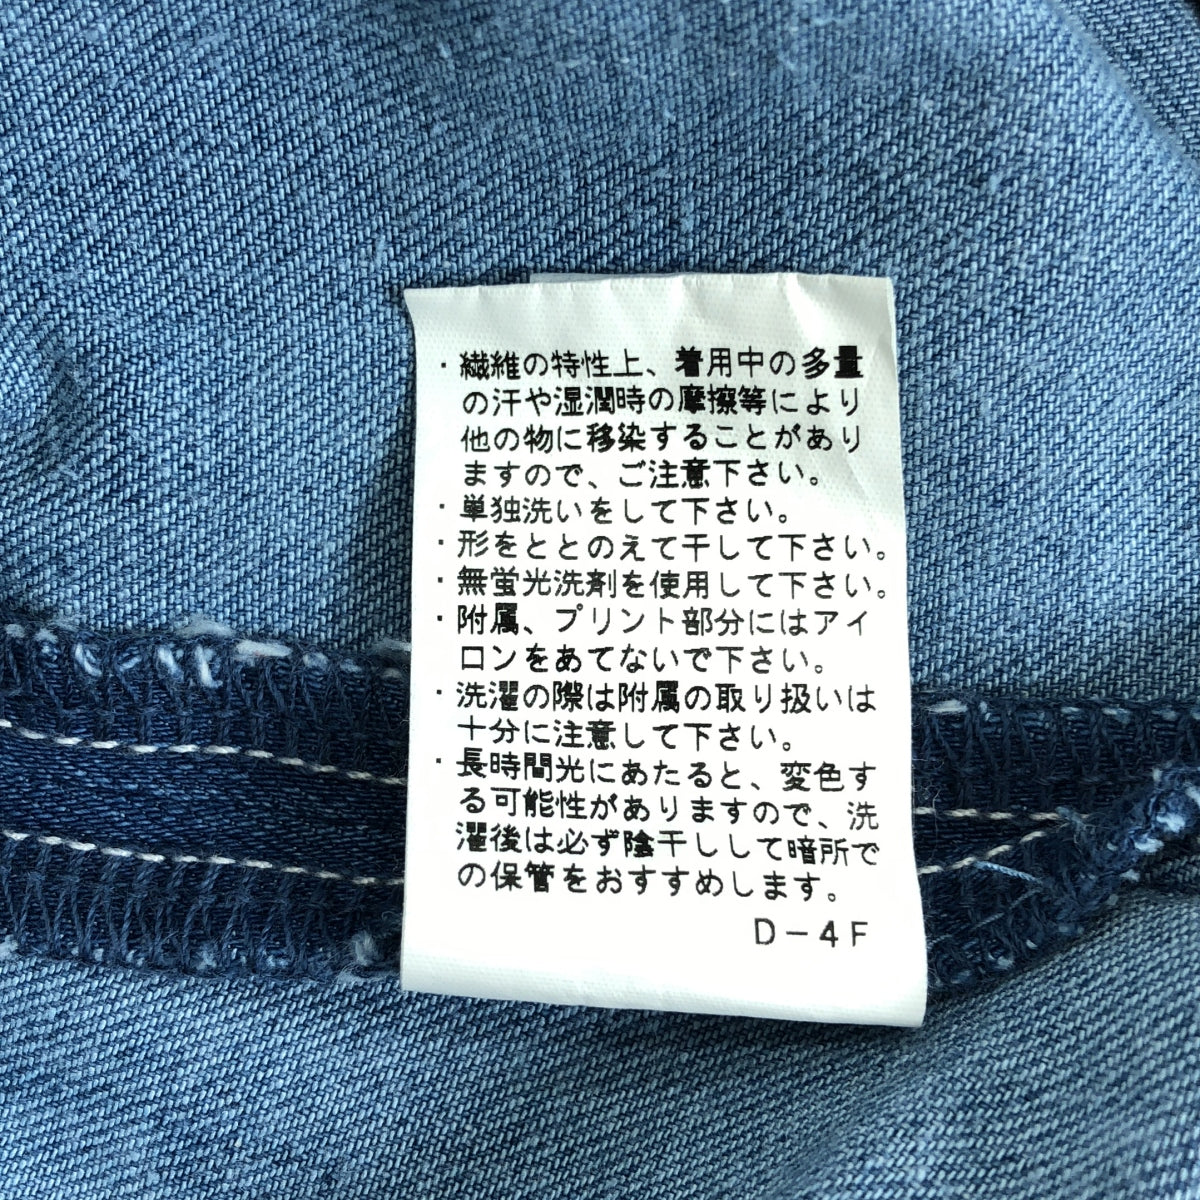 ・繊維の特性上、着用中の多量
の汗や湿潤時の摩擦等により
他の物に移染することがあり
ますので、ご注意下さい。
・単独洗いをして下さい。
・形をととのえて干して下さい。
・無蛍光洗剤を使用して下さい。
・附属、プリント部分にはアイ
ロンをあてないで下さい。
・洗濯の際は附属の取り扱いは
十分に注意して下さい。
・長時間光にあたると、変色す
る可能性がありますので、洗
濯後は必ず陰干しして暗所で
の保管をおすすめします。
D－4F